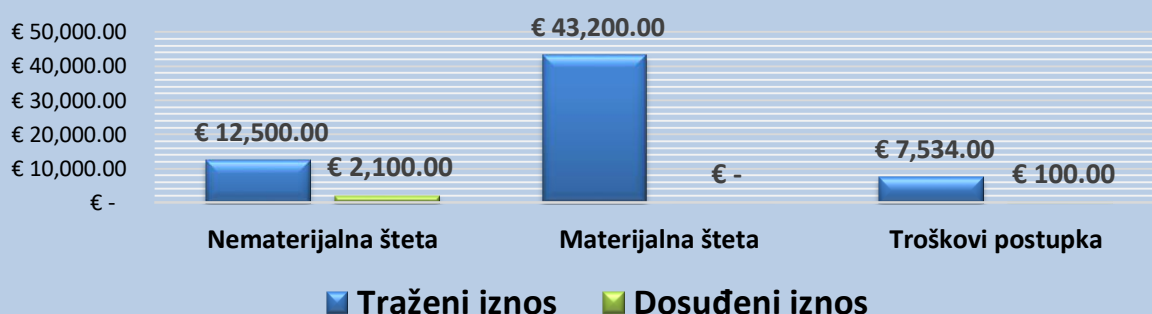 € 50,000.00
€ 40,000.00
€ 30,000.00
€ 20,000.00
€ 10,000.00
€ -
€ 12,500.00
€ 2,100.00
€ 43,200.00
€ -
€ 7,534.00
€ 100.00
Nematerijalna šteta
Materijalna šteta
Troškovi postupka
Traženi iznos
Dosuđeni iznos